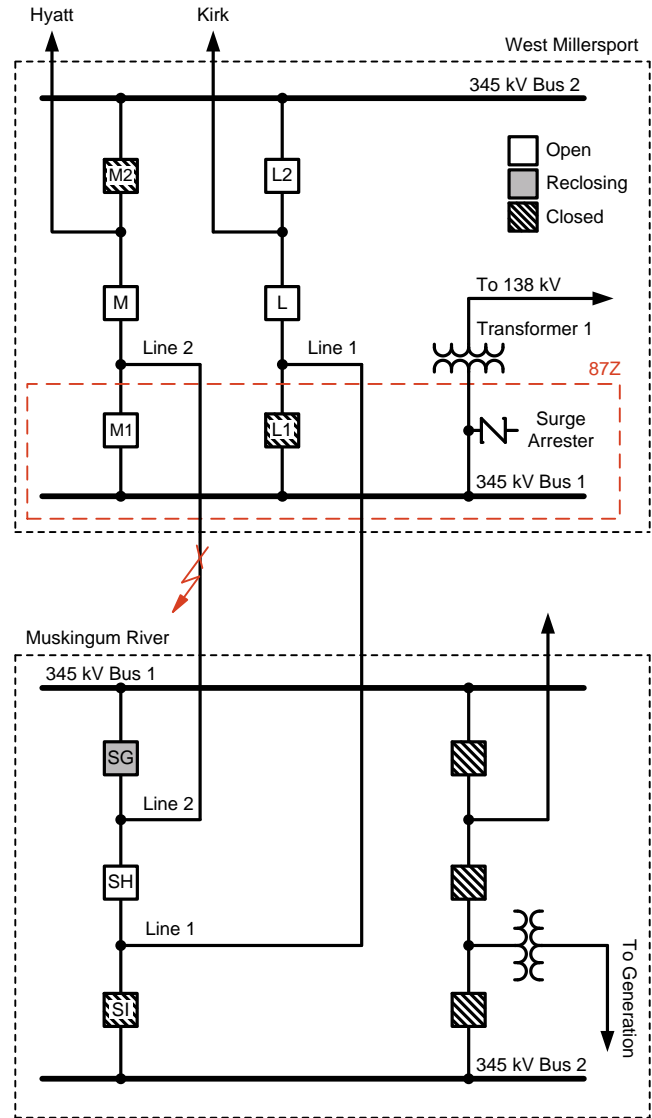 Hyatt
Kirk
West Millersport
345 kV Bus 2
M2
L2
Open
Reclosing
Closed
M
L
To 138 kV
Transformer 1
Line 2
Line 1
87Z
M1
L1
Surge
Arrester
345 kV Bus 1
Muskingum River
345 kV Bus 1
SG
Line 2
SH
Line 1
SI
To Generation
345 kV Bus 2